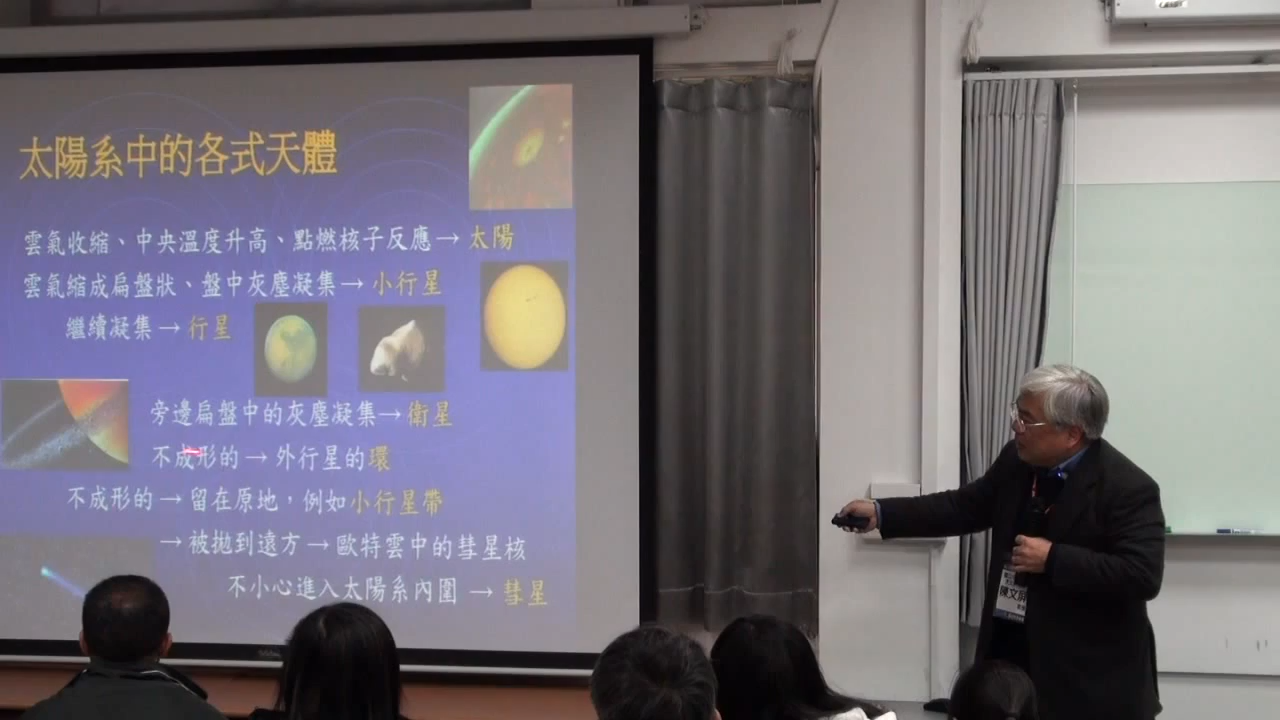 太陽系中的各式天體
雲氣收縮、中央溫度升高、點燃核子反應→太陽
雲氣縮成扁盤狀、盤中灰塵凝集→小行星
繼續凝集→行星
旁邊扁盤中的灰塵凝集→衛星
不成形的→外行星的環
不成形的→留在原地，例如小行星帶
→被拋到遠方→歐特雲中的彗星核
不小心進入太陽系內圍→彗星
陳文屏